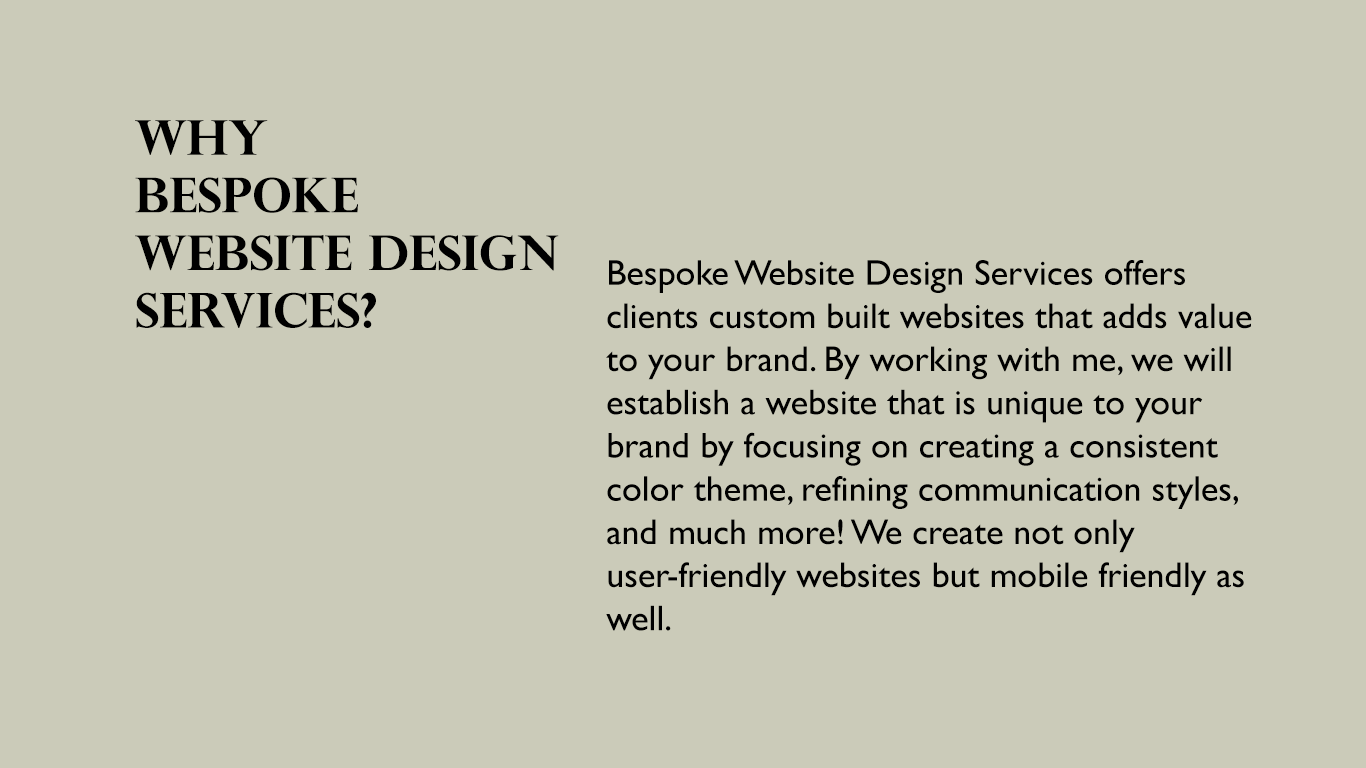 WHY
BESPOKE
WEBSITE DESIGN
SERVICES?
Bespoke Website Design Services offers
clients custom built websites that adds value
to your brand. By working with me, we will
establish a website that is unique to your
brand by focusing on creating a consistent
color theme, refining communication styles,
and much more! We create not only
user-friendly websites but mobile friendly as
well.